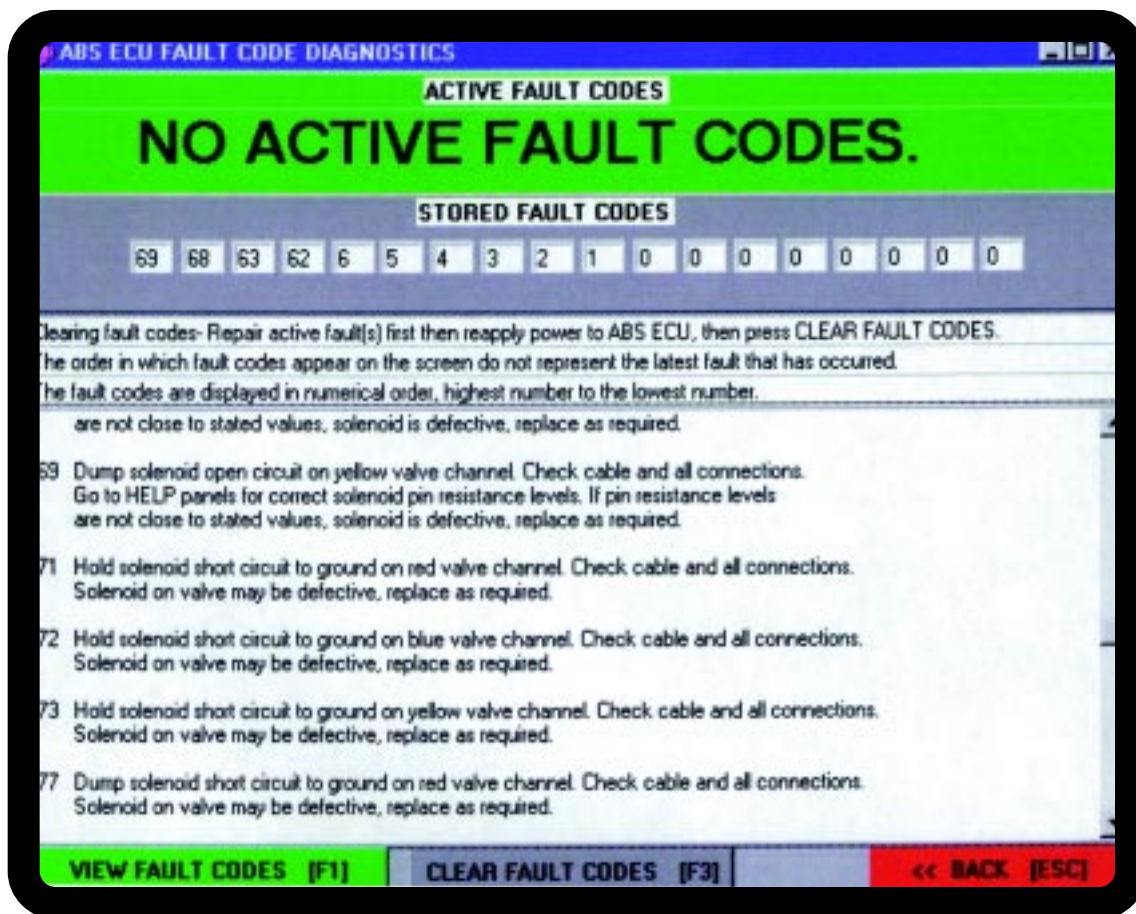 ABS ECU FAULT CODE DIAGNOSTICS
ACTIVE FAULT CODES
NO ACTIVE FAULT CODES.
STORED FAULT CODES
69 68 63 62 6 5 4 3 2 1 0 0 0 0 0 0 0 0
Clearing fault codes- Repair active fault(s) first then reapply power to ABS ECU, then press CLEAR FAULT CODES.
The order in which fault codes appear on the screen do not represent the latest fault that has occurred.
The fault codes are displayed in numerical order, highest number to the lowest number.
are not close to stated values, solenoid is defective, replace as required.
69 Dump solenoid open circuit on yellow valve channel. Check cable and all connections.
Go to HELP panels for correct solenoid pin resistance levels. If pin resistance levels
are not close to stated values, solenoid is defective, replace as required.
71 Hold solenoid short circuit to ground on red valve channel. Check cable and all connections.
Solenoid on valve may be defective, replace as required.
72 Hold solenoid short circuit to ground on blue valve channel. Check cable and all connections.
Solenoid on valve may be defective, replace as required.
73 Hold solenoid short circuit to ground on yellow valve channel. Check cable and all connections.
Solenoid on valve may be defective, replace as required.
77 Dump solenoid short circuit to ground on red valve channel. Check cable and all connections.
Solenoid on valve may be defective, replace as required.
VIEW FAULT CODES [F1] CLEAR FAULT CODES [F3] << BACK [ESC]